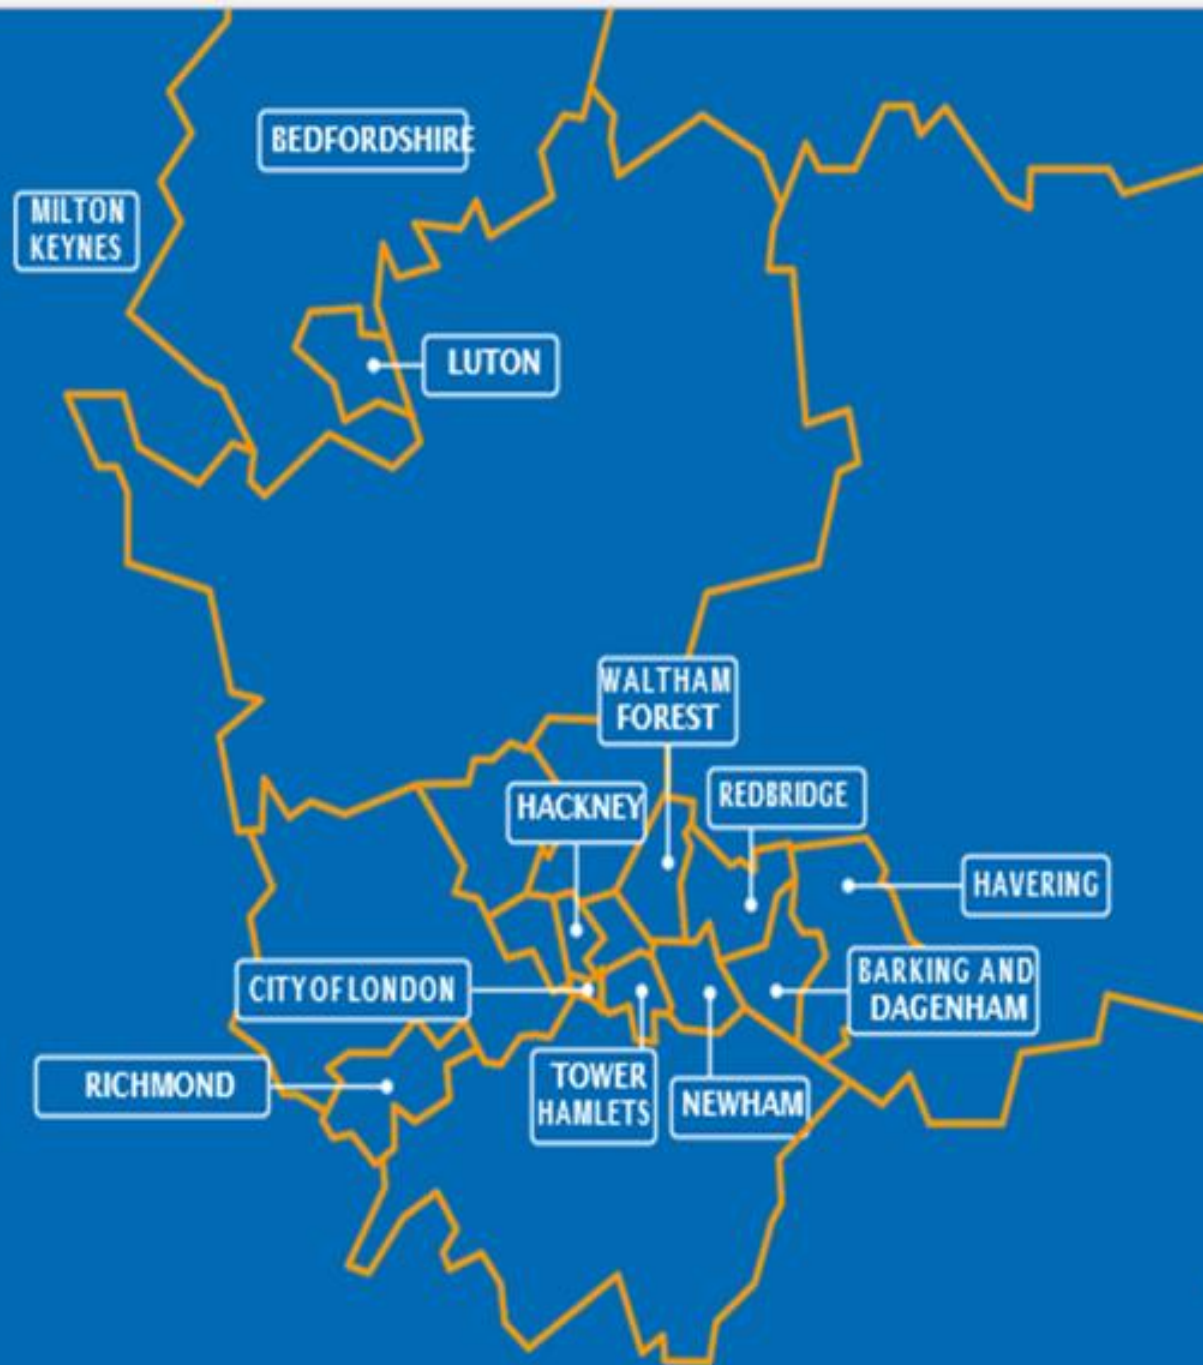 BEDFORDSHIRE
MILTON
KEYNES
LUTON
WALTHAM
FOREST
REDBRIDGE
HACKNEY
HAVERING
CITY OF LONDON
BARKING AND
DAGENHAM
RICHMOND
TOWER
HAMLETS
NEWHAM